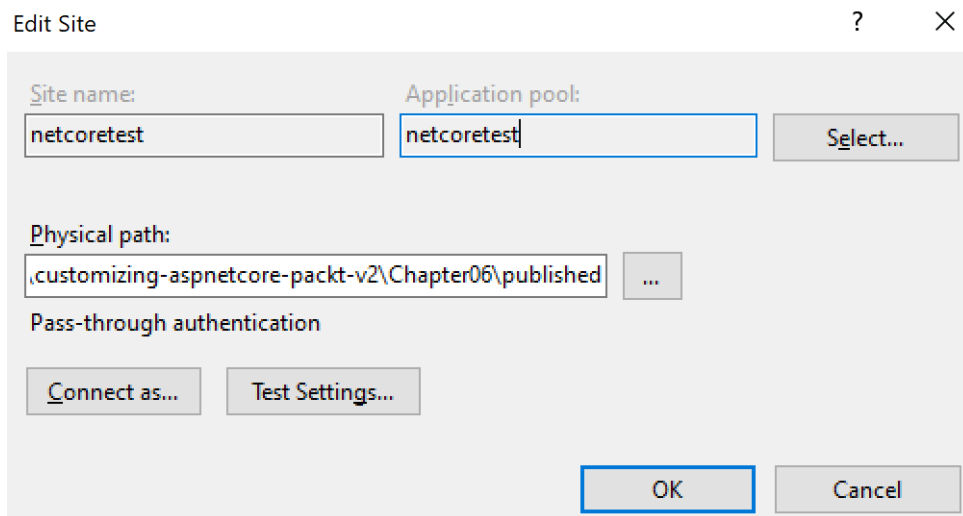 Edit Site
?
Site name:
Application pool:
netcoretest
netcoretest
Select...
Physical path:
\customizing-aspnetcore-packt-v2\Chapter06\published
...
Pass-through authentication
Connect as...
Test Settings...
OK
Cancel